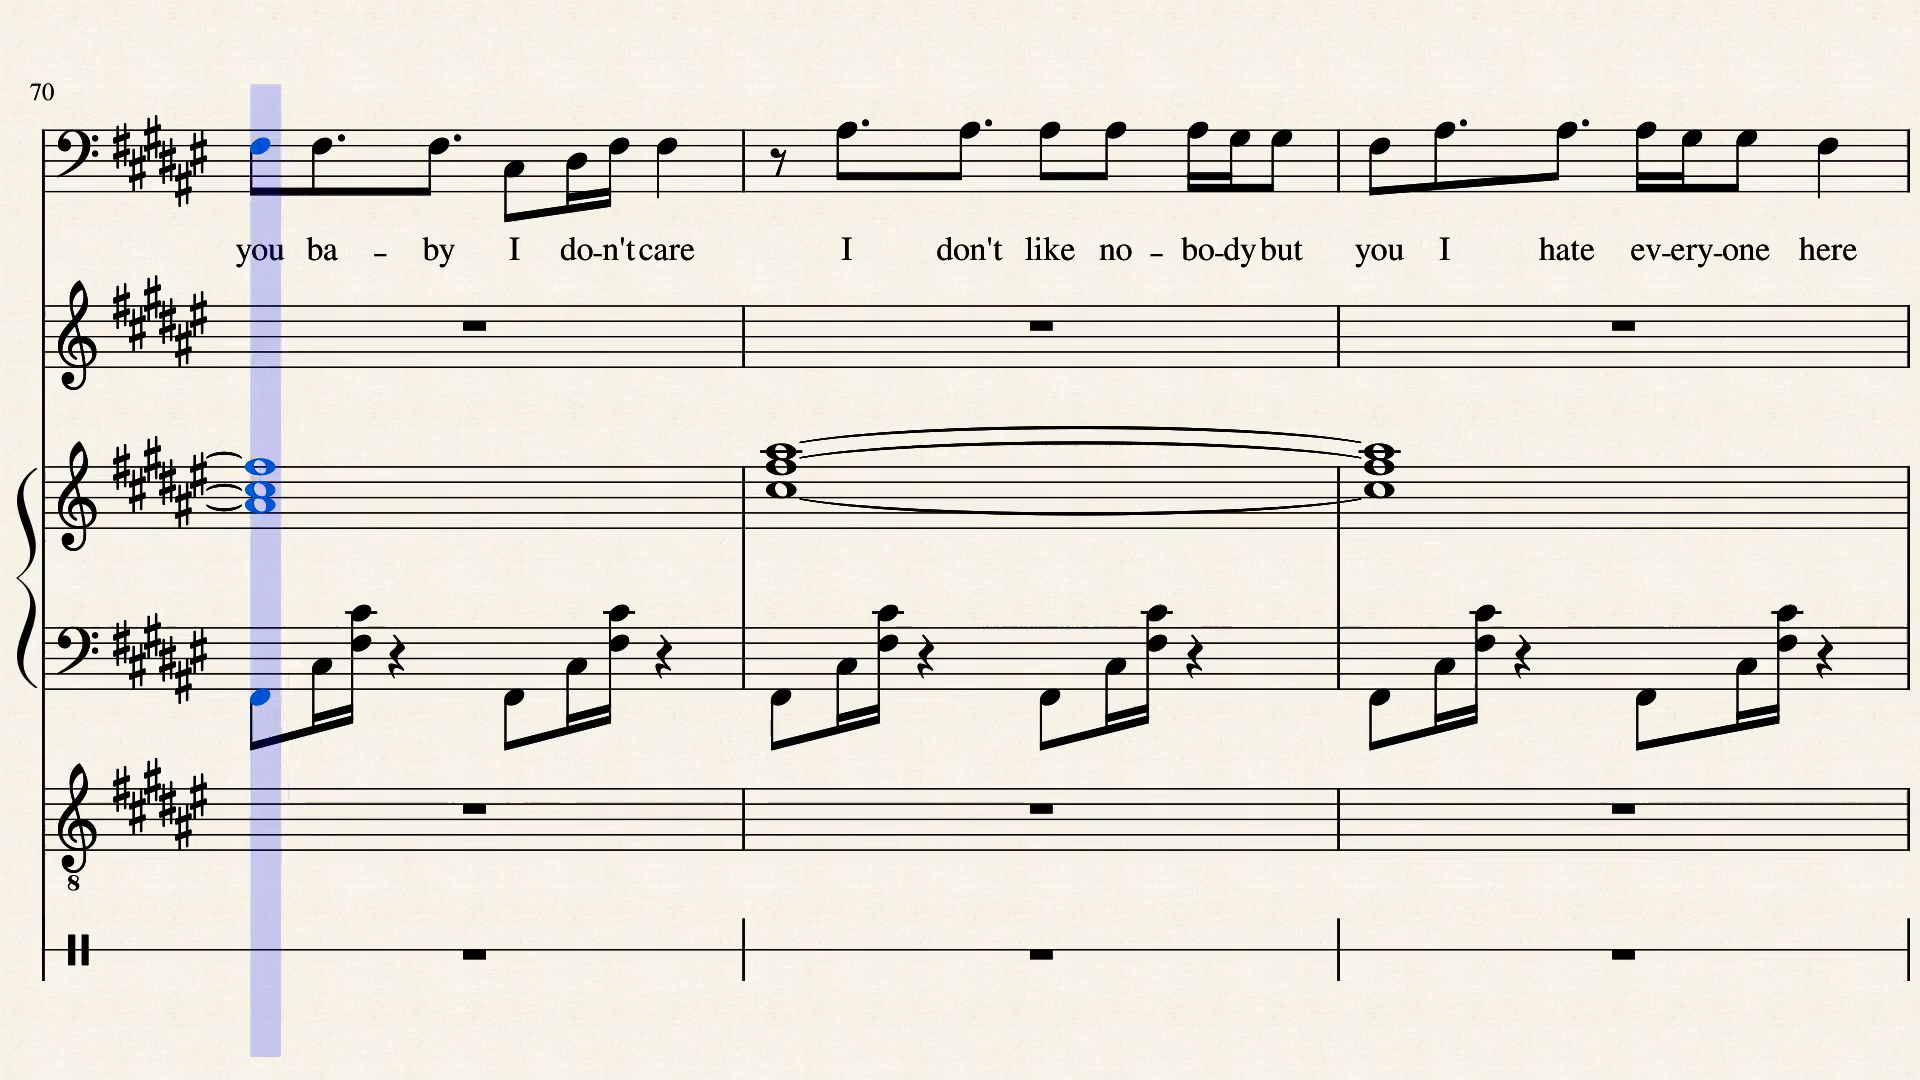 70
you ba – by I do-n't care I don't like no – bo-dy but you I hate ev-ery-one here
8